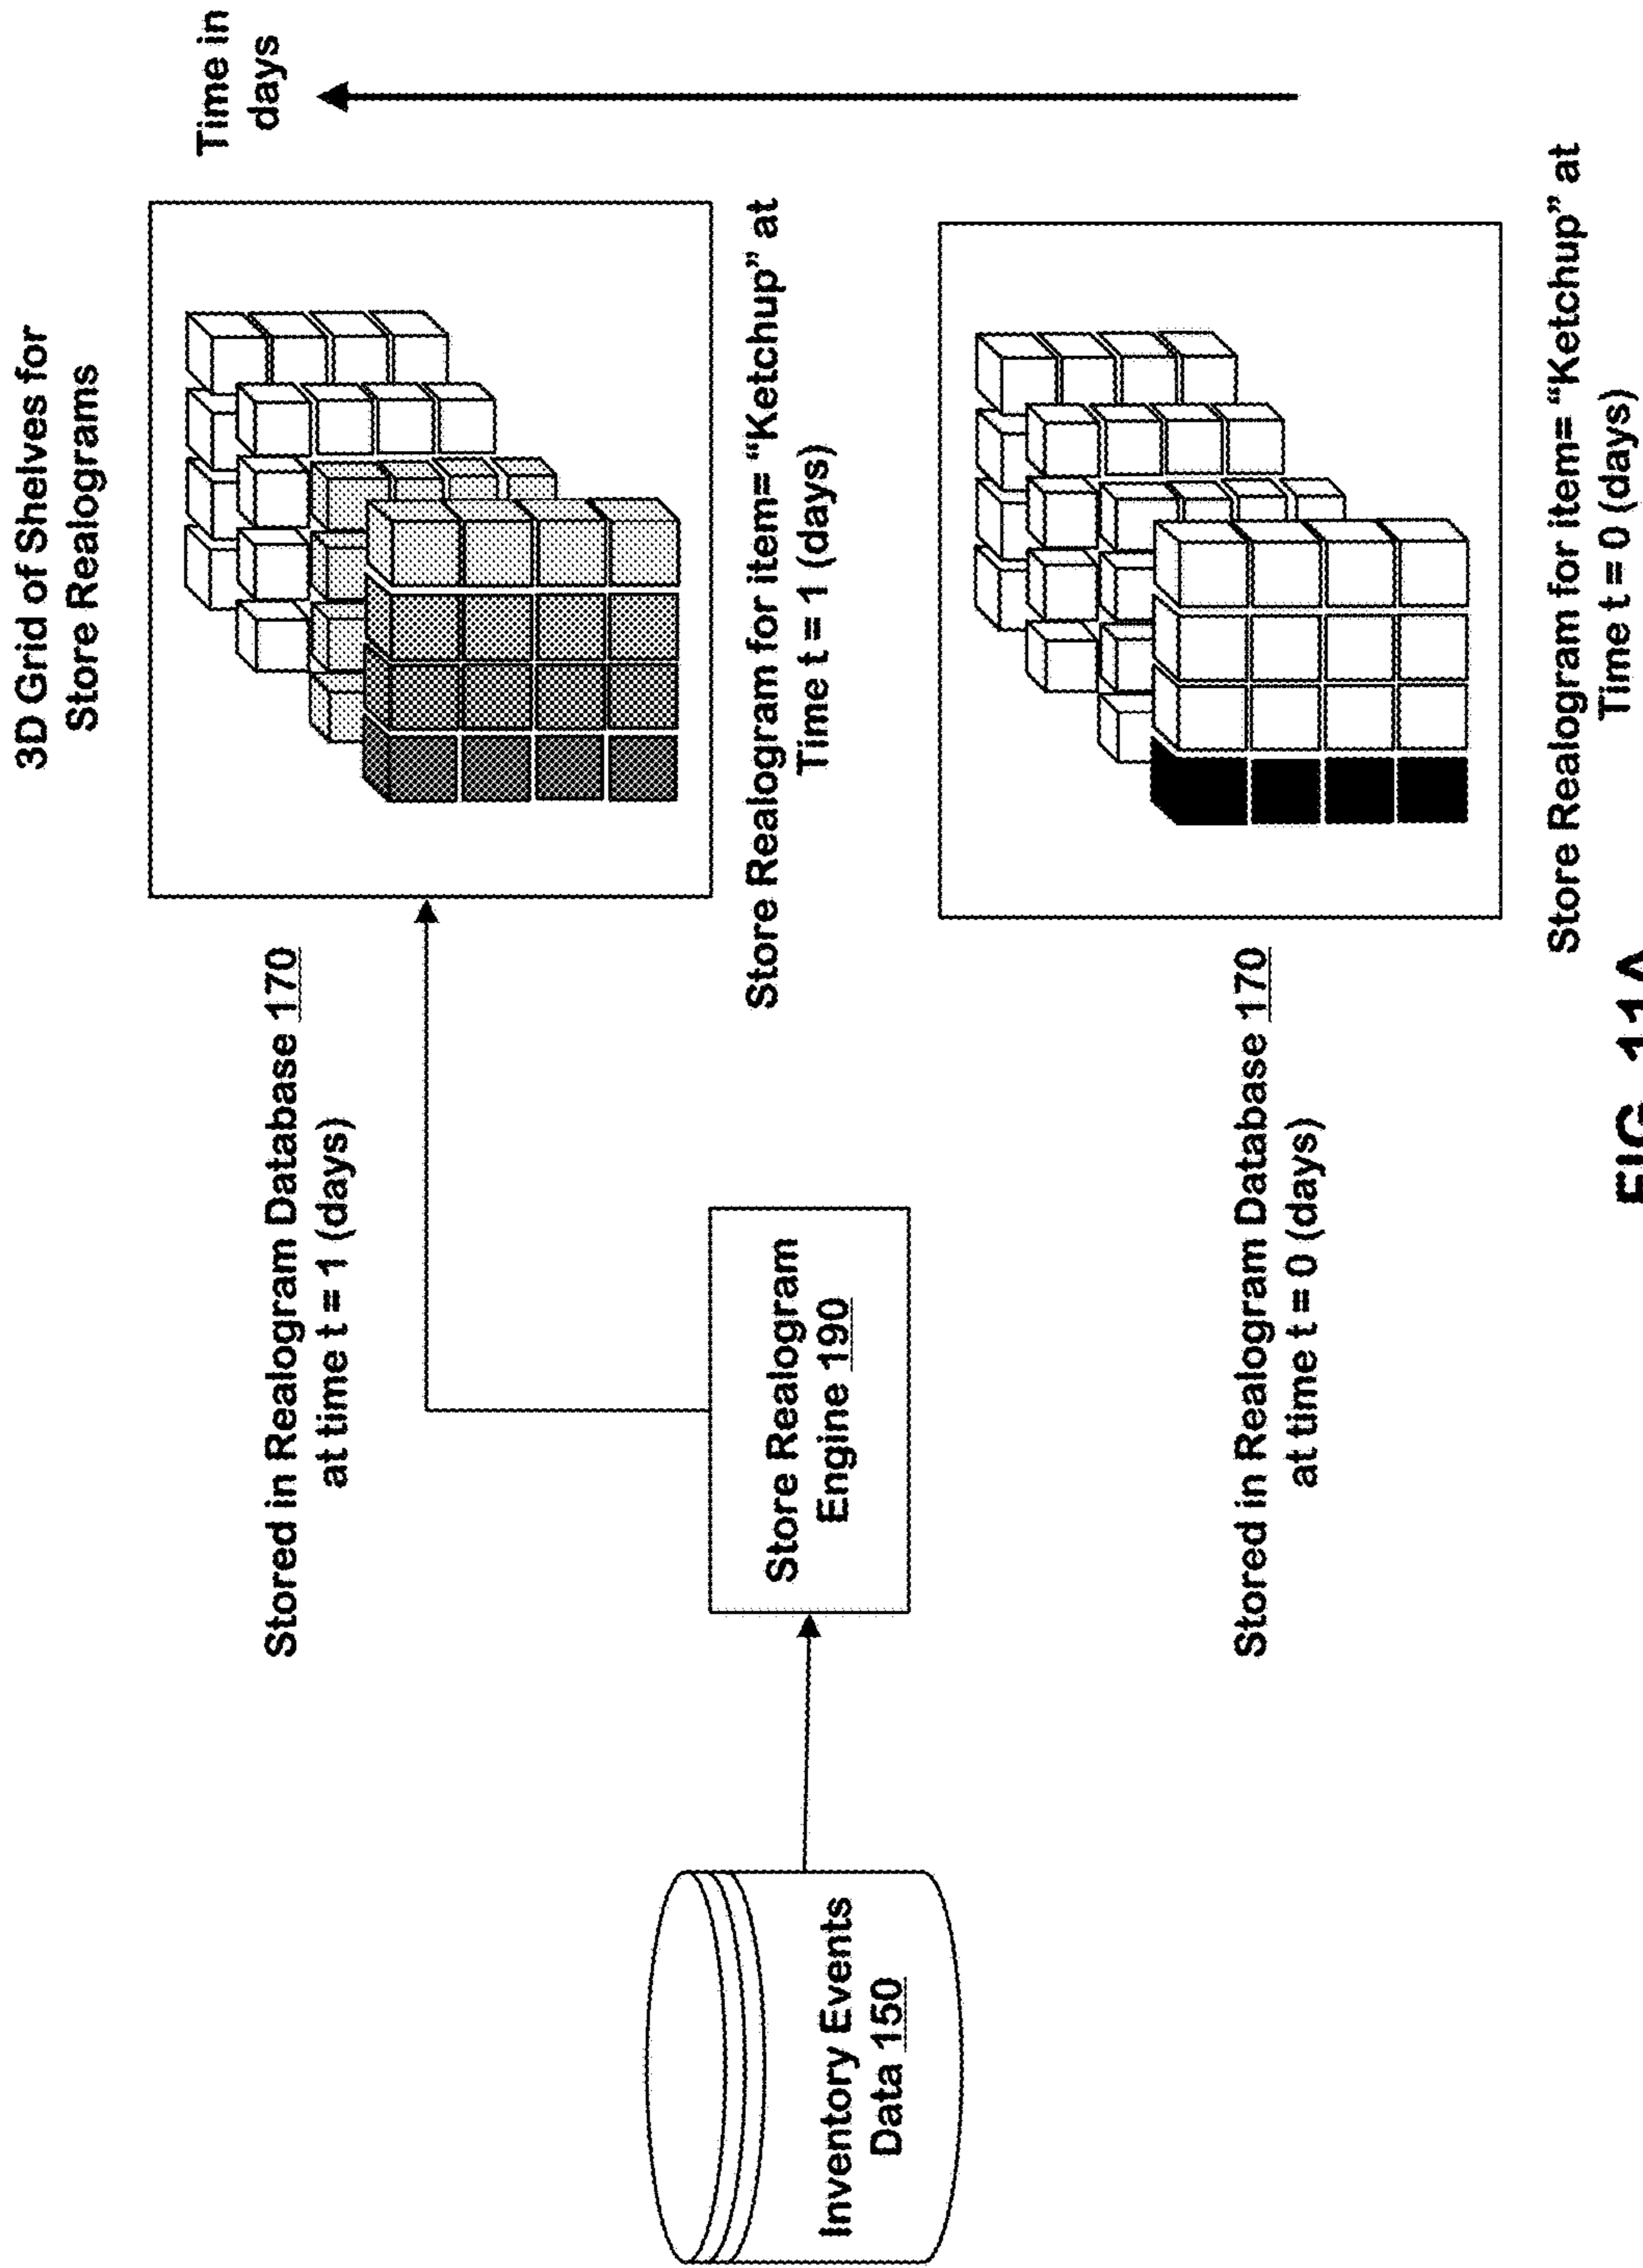 3D Grid of Shelves for
Store Realograms
Time in
days
Stored in Realogram Database 170
at time t = 1 (days)
Store Realogram for item= “Ketchup” at
Time t = 1 (days)
Store Realogram
Engine 190
Inventory Events
Data 150
Stored in Realogram Database 170
at time t = 0 (days)
Store Realogram for item= “Ketchup” at
Time t = 0 (days)
FIG. 11A